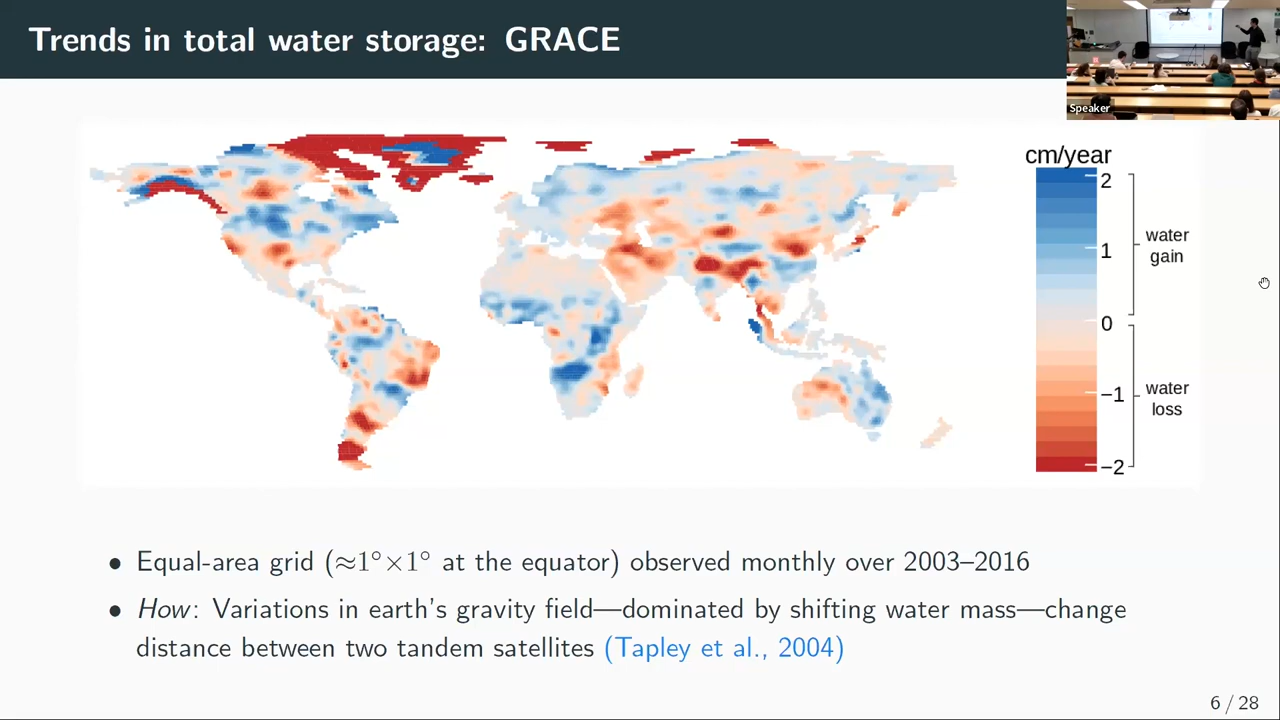 Trends in total water storage: GRACE
Speaker
cm/year
2
1
0
−1
−2
water
gain
water
loss
• Equal-area grid (≈1°×1° at the equator) observed monthly over 2003–2016
• How: Variations in earth's gravity field—dominated by shifting water mass—change
distance between two tandem satellites (Tapley et al., 2004)
6 / 28